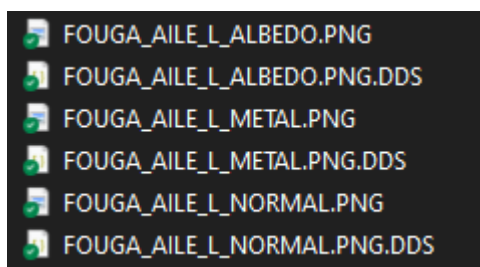 FOUGA_AILE_L_ALBEDO.PNG
FOUGA_AILE_L_ALBEDO.PNG.DDS
FOUGA_AILE_L_METAL.PNG
FOUGA_AILE_L_METAL.PNG.DDS
FOUGA_AILE_L_NORMAL.PNG
FOUGA_AILE_L_NORMAL.PNG.DDS